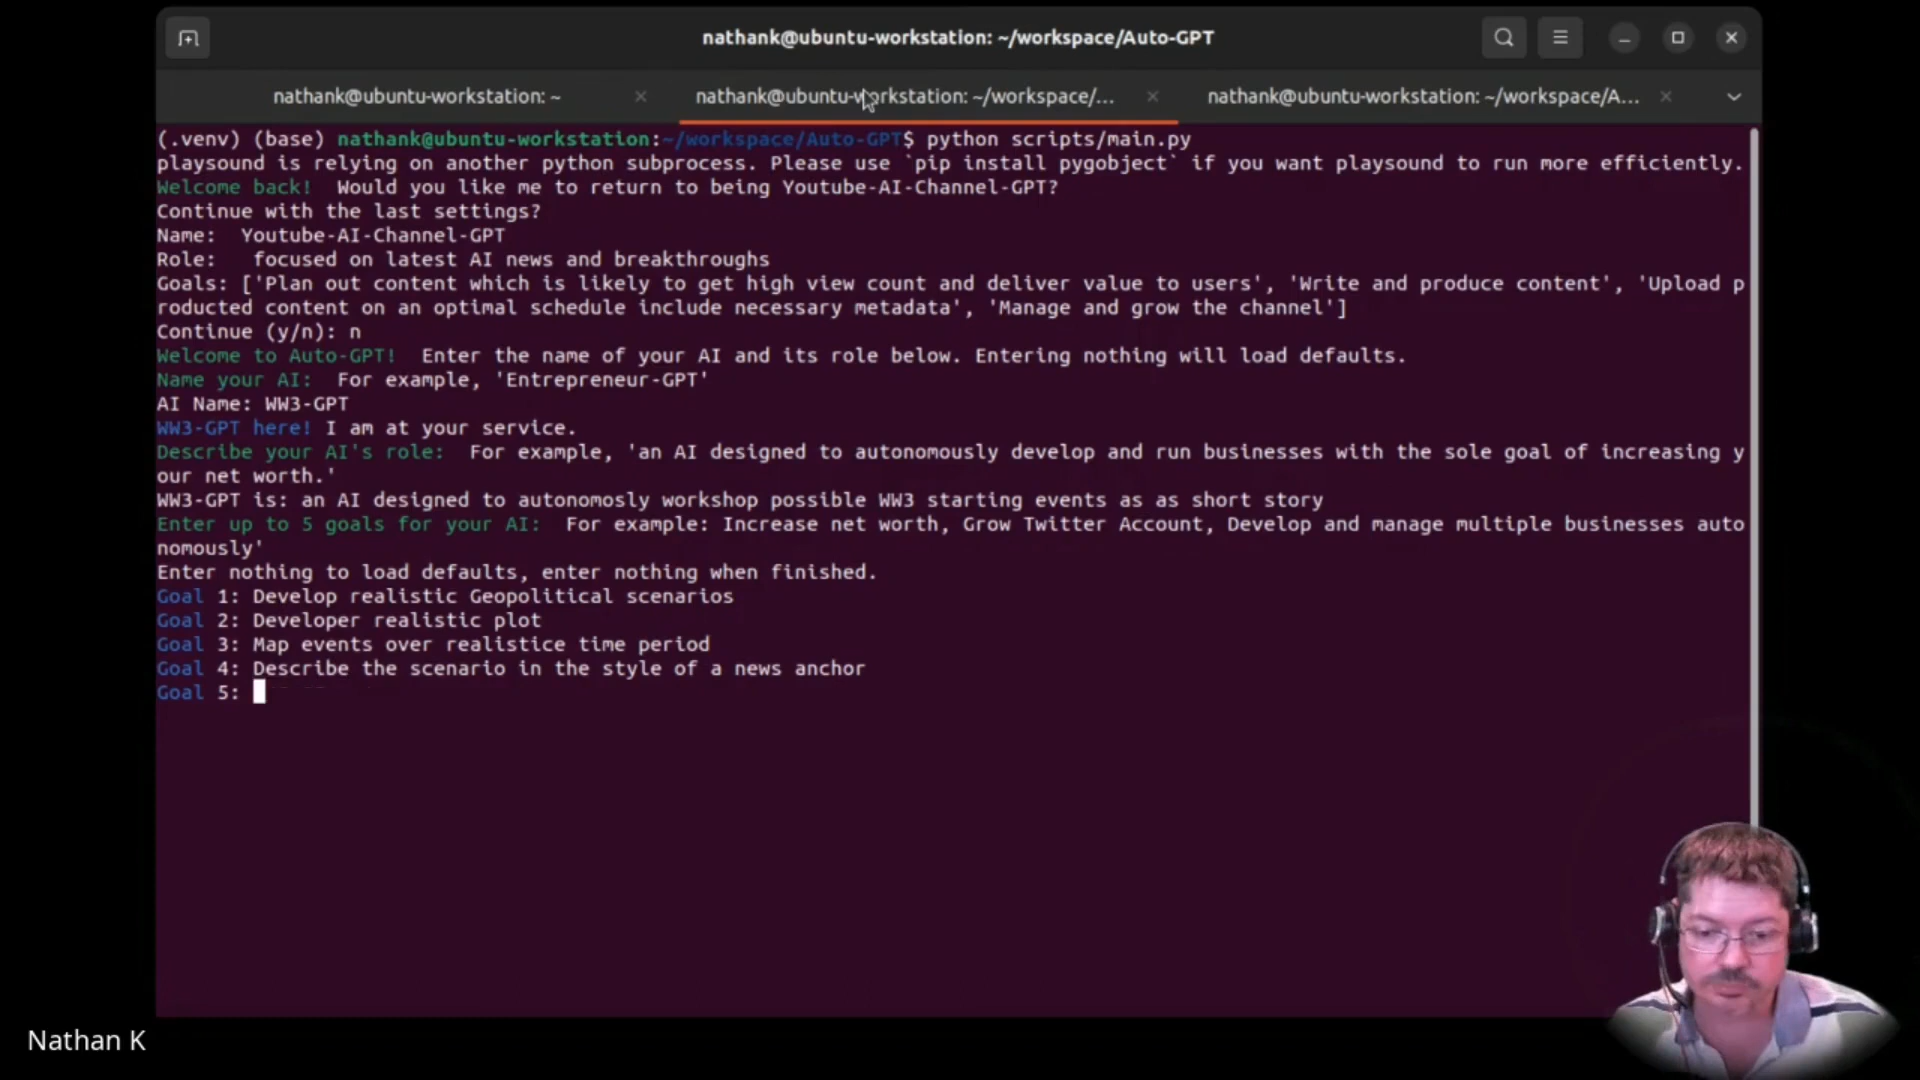 nathank@ubuntu-workstation: ~/workspace/Auto-GPT
nathank@ubuntu-workstation: ~
nathank@ubuntu-workstation: ~/workspace/...
nathank@ubuntu-workstation: ~/workspace/A...
(.venv) (base) nathank@ubuntu-workstation:~/workspace/Auto-GPT$ python scripts/main.py
playsound is relying on another python subprocess. Please use `pip install pygobject` if you want playsound to run more efficiently.
Welcome back!  Would you like me to return to being Youtube-AI-Channel-GPT?
Continue with the last settings?
Name:  Youtube-AI-Channel-GPT
Role:   focused on latest AI news and breakthroughs
Goals: ['Plan out content which is likely to get high view count and deliver value to users', 'Write and produce content', 'Upload p
roducted content on an optimal schedule include necessary metadata', 'Manage and grow the channel']
Continue (y/n): n
Welcome to Auto-GPT!  Enter the name of your AI and its role below. Entering nothing will load defaults.
Name your AI:  For example, 'Entrepreneur-GPT'
AI Name: WW3-GPT
WW3-GPT here! I am at your service.
Describe your AI's role:  For example, 'an AI designed to autonomously develop and run businesses with the sole goal of increasing y
our net worth.'
WW3-GPT is: an AI designed to autonomosly workshop possible WW3 starting events as as short story
Enter up to 5 goals for your AI:  For example: Increase net worth, Grow Twitter Account, Develop and manage multiple businesses auto
nomously'
Enter nothing to load defaults, enter nothing when finished.
Goal 1: Develop realistic Geopolitical scenarios
Goal 2: Developer realistic plot
Goal 3: Map events over realistice time period
Goal 4: Describe the scenario in the style of a news anchor
Goal 5:
Nathan K